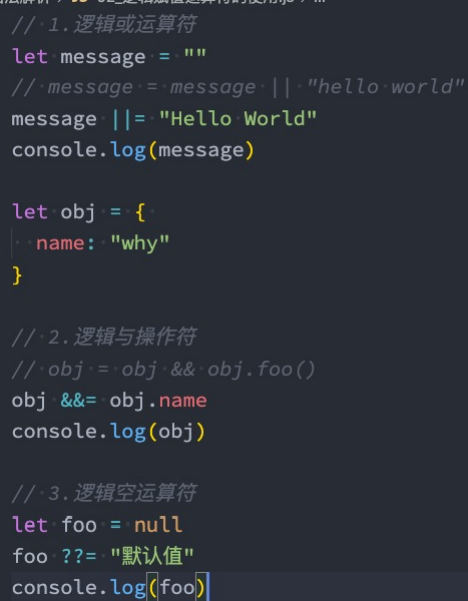 // 1.逻辑或运算符
let message = ""
// message = message || "hello world"
message ||= "Hello World"
console.log(message)
let obj = {
name: "why"
}
// 2.逻辑与操作符
// obj = obj && obj.foo()
obj &&= obj.name
console.log(obj)
// 3.逻辑空运算符
let foo = null
foo ??= "默认值"
console.log(foo)